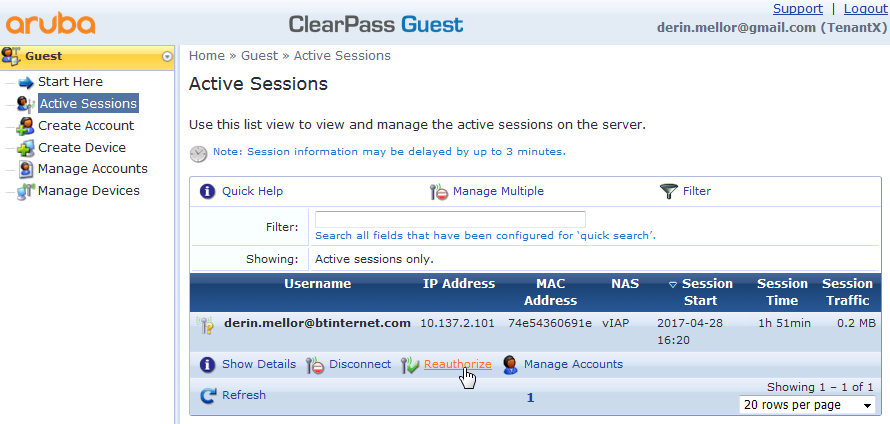 aruba
ClearPass Guest
Support | Logout
derin.mellor@gmail.com (TenantX)
Guest
Start Here
Active Sessions
Create Account
Create Device
Manage Accounts
Manage Devices
Home » Guest » Active Sessions
Active Sessions
Use this list view to view and manage the active sessions on the server.
Note: Session information may be delayed by up to 3 minutes.
Quick Help Manage Multiple Filter
Filter:
Search all fields that have been configured for ‘quick search’.
Showing: Active sessions only.
Username IP Address MAC Address NAS Session Start Session Time Session Traffic
derin.mellor@btinternet.com 10.137.2.101 74e54360691e vIAP 2017-04-28 16:20 1h 51min 0.2 MB
Show Details Disconnect Reauthorize Manage Accounts
Refresh 1 Showing 1 – 1 of 1
20 rows per page